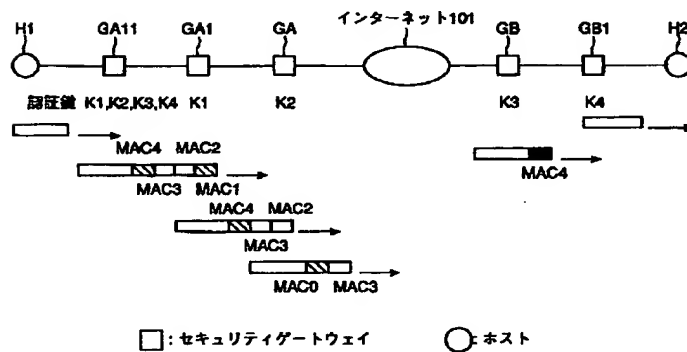 インターネット101
H1 GA11 GA1 GA GB GB1 H2
認証鍵 K1,K2,K3,K4 K1 K2 K3 K4
MAC4 MAC2
MAC3 MAC1
MAC4
MAC4 MAC2
MAC3
MAC0 MAC3
□:セキュリティゲートウェイ ○:ホスト